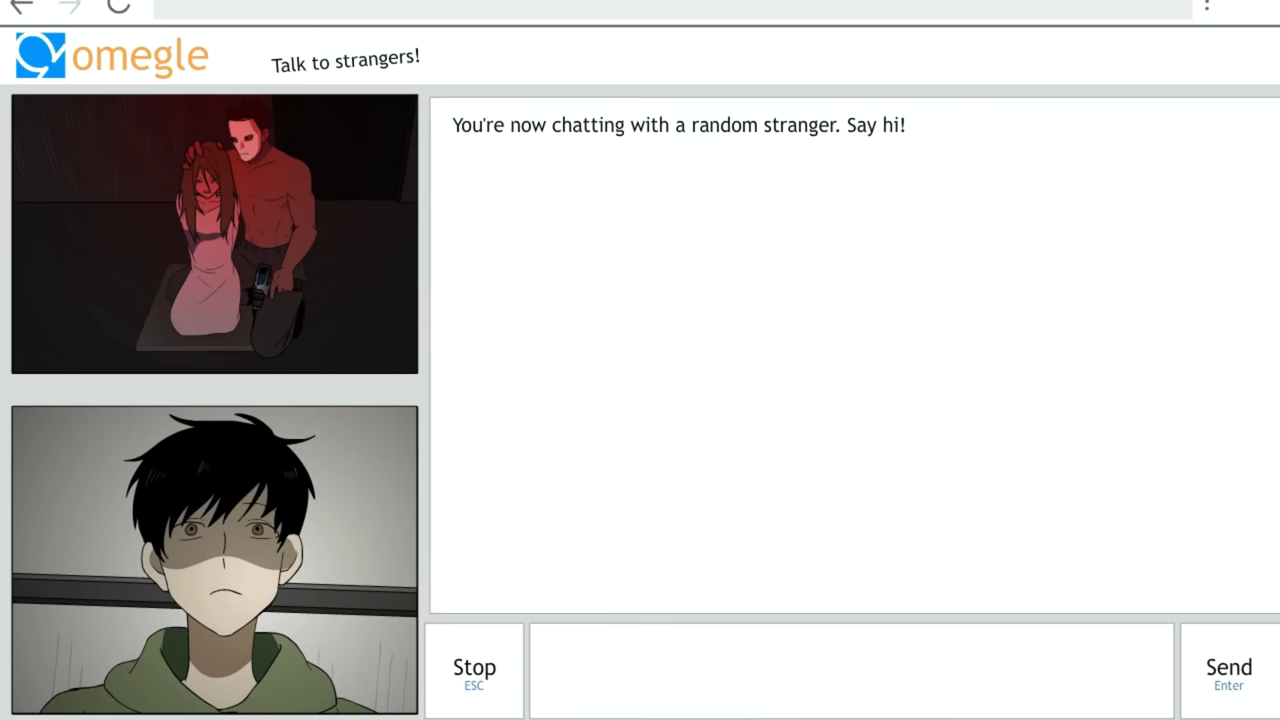 omegle
Talk to strangers!
You're now chatting with a random stranger. Say hi!
Stop
ESC
Send
Enter